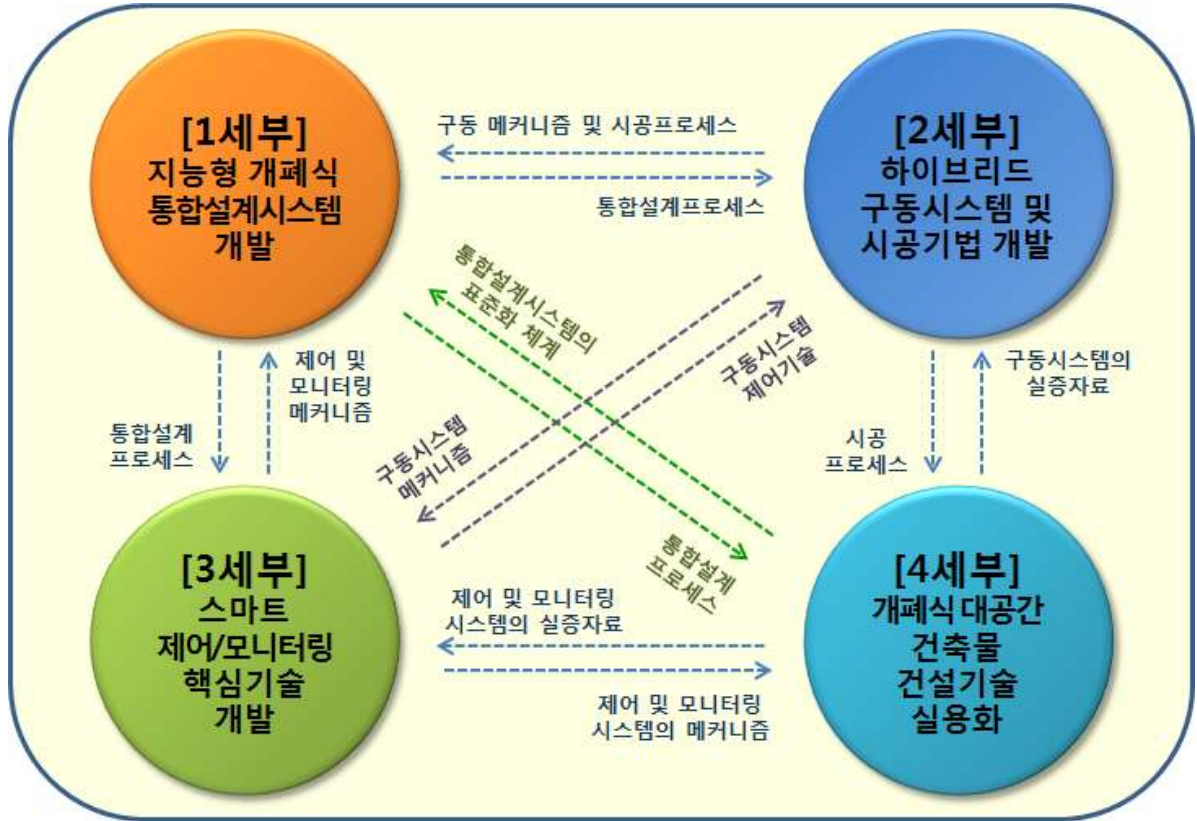 [1세부]
지능형 개폐식
통합설계시스템
개발
구동 메커니즘 및 시공프로세스
통합설계프로세스
[2세부]
하이브리드
구동시스템 및
시공기법 개발
통합설계시스템의
표준화 체계
구동시스템
제어기술
제어 및
모니터링
메커니즘
통합설계
프로세스
구동시스템의
실증자료
시공
프로세스
구동시스템
메커니즘
통합설계
프로세스
[3세부]
스마트
제어/모니터링
핵심기술
개발
제어 및 모니터링
시스템의 실증자료
제어 및 모니터링
시스템의 메커니즘
[4세부]
개폐식 대공간
건축물
건설기술
실용화